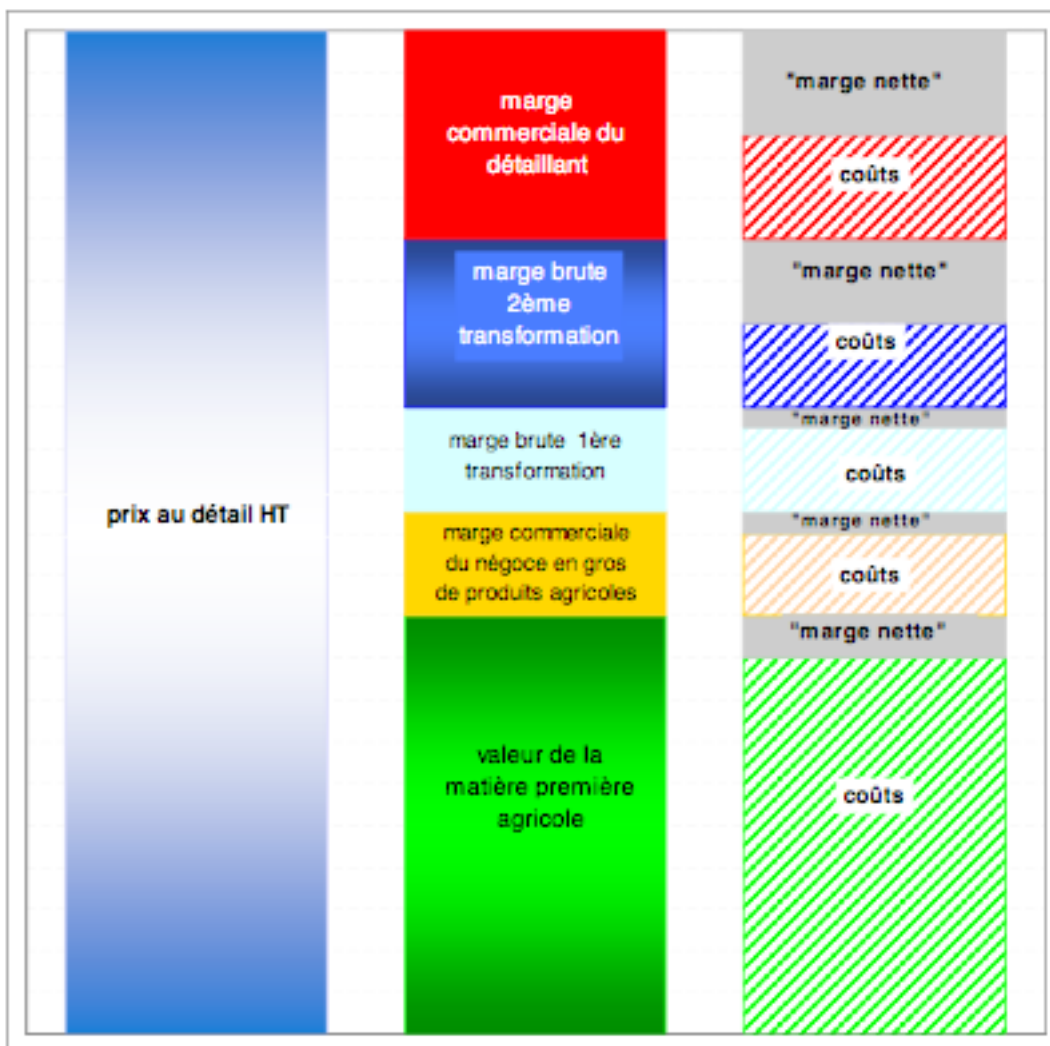 prix au détail HT
marge
commerciale du
détaillant
marge brute
2ème
transformation
marge brute 1ère
transformation
marge commerciale
du négoce en gros
de produits agricoles
valeur de la
matière première
agricole
"marge nette"
coûts
"marge nette"
coûts
"marge nette"
coûts
"marge nette"
coûts
"marge nette"
coûts